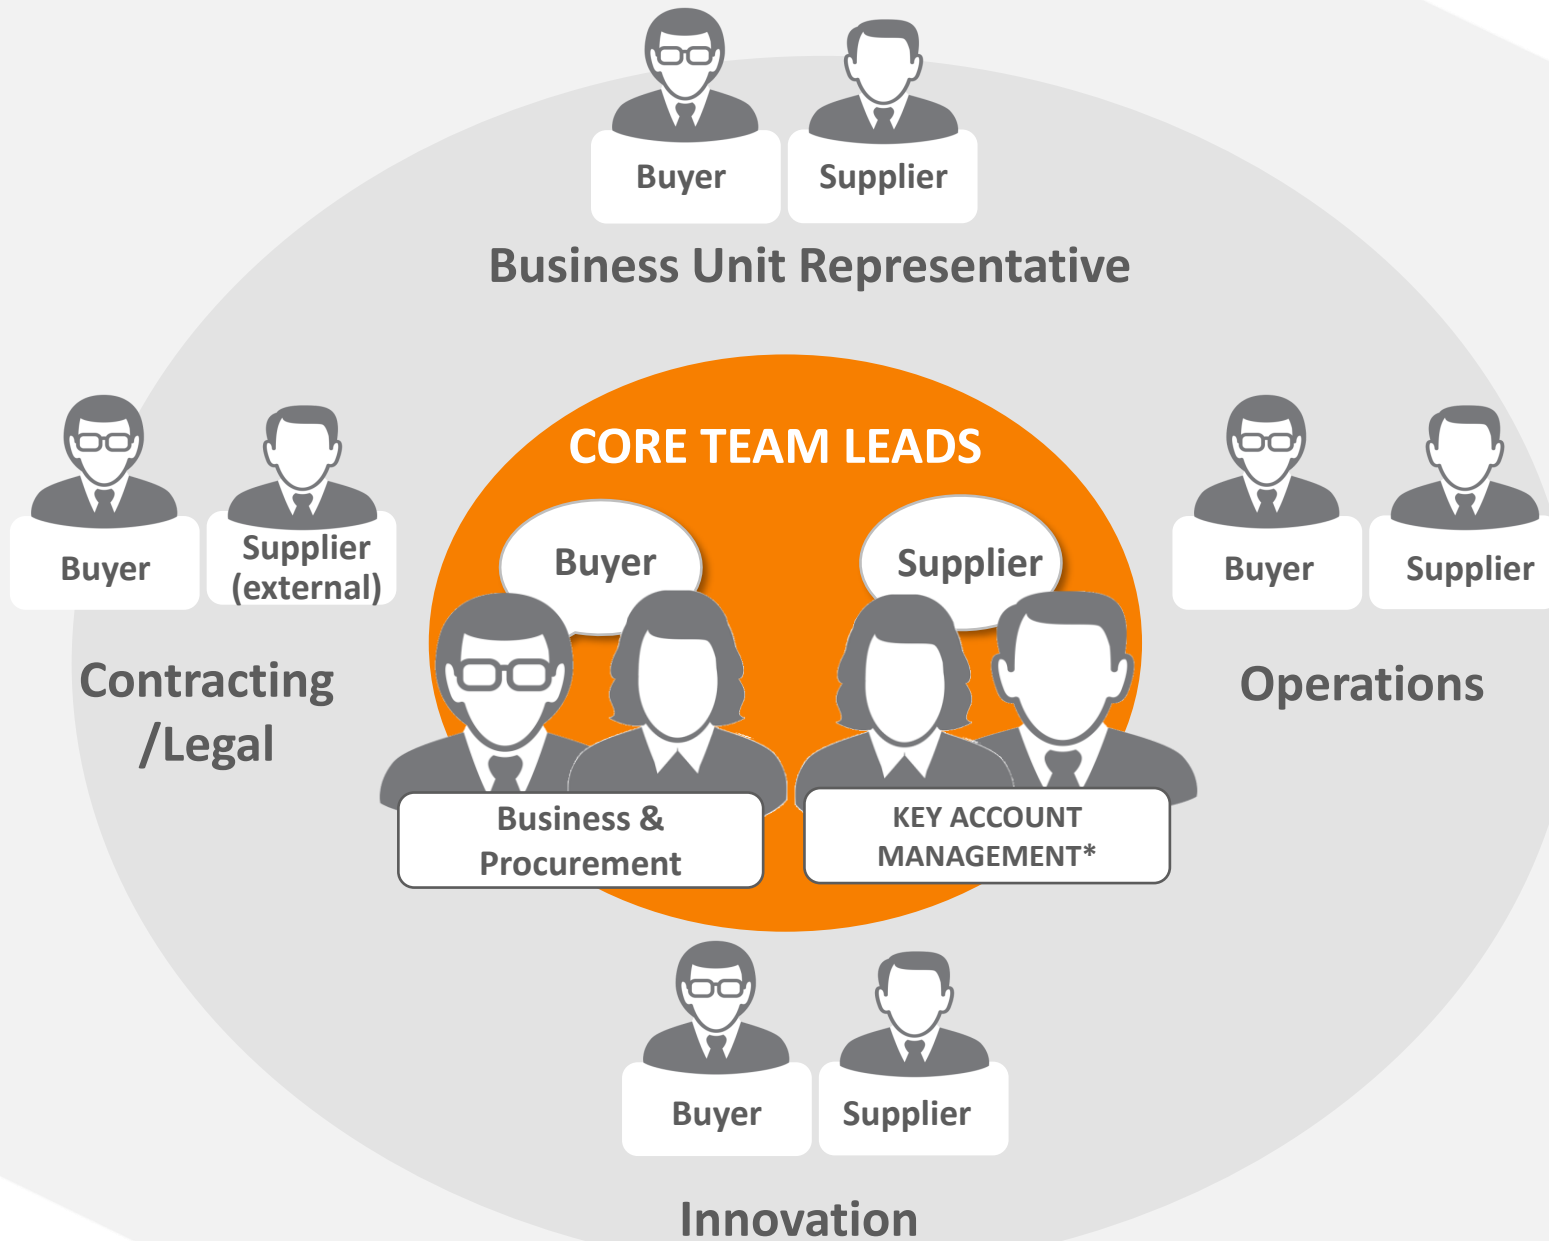 Buyer
Supplier
Business Unit Representative
CORE TEAM LEADS
Buyer
Supplier
(external)
Contracting
/Legal
Buyer
Supplier
Buyer
Supplier
Operations
Business &
Procurement
KEY ACCOUNT
MANAGEMENT*
Buyer
Supplier
Innovation